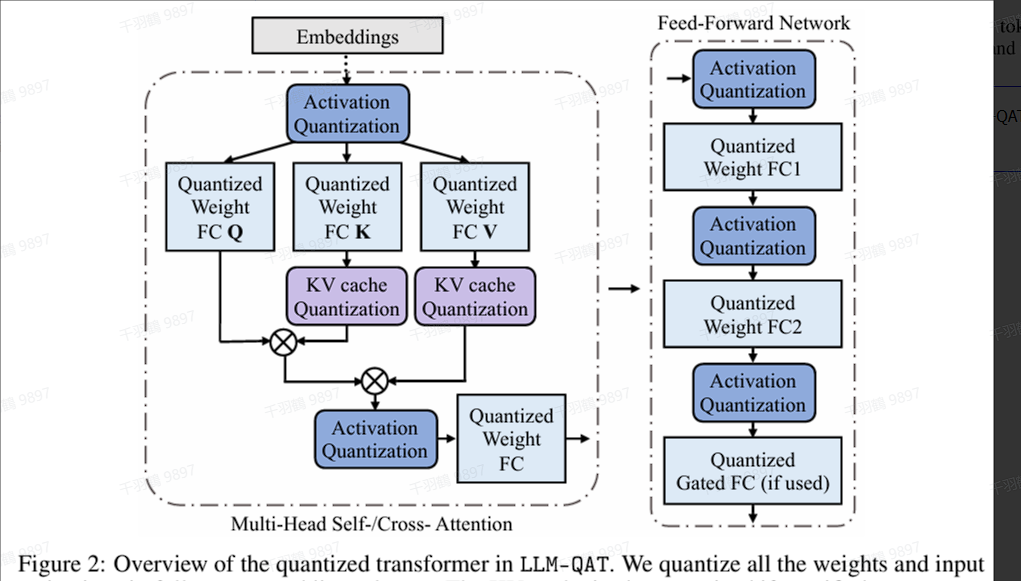 Embeddings
Activation
Quantization
Quantized
Weight
FC Q
Quantized
Weight
FC K
Quantized
Weight
FC V
KV cache
Quantization
KV cache
Quantization
Activation
Quantization
Quantized
Weight
FC
Multi-Head Self-/Cross- Attention
Feed-Forward Network
Activation
Quantization
Quantized
Weight FC1
Activation
Quantization
Quantized
Weight FC2
Activation
Quantization
Quantized
Gated FC (if used)
Figure 2: Overview of the quantized transformer in LLM-QAT. We quantize all the weights and input
千羽鹤 9897